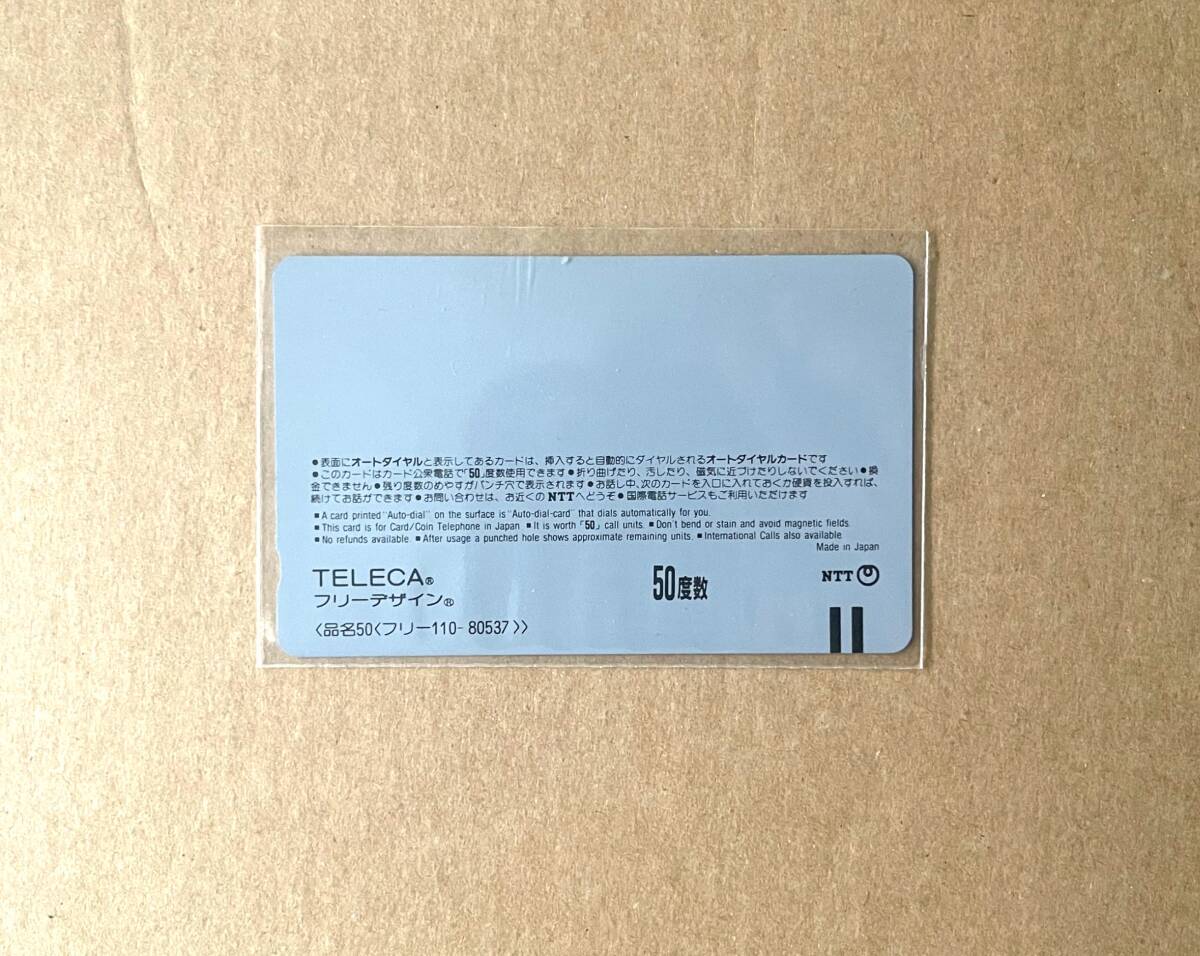 ●表面にオートダイヤルと表示してあるカードは、挿入すると自動的にダイヤルされるオートダイヤルカードです
●このカードはカード公衆電話で「50」度数使用できます●折り曲げたり、汚したり、磁気に近づけたりしないでください●換
金できません●残り度数のめやすがパンチ穴で表示されます●お話し中、次のカードを入口に入れておくか硬貨を投入すれば、
続けてお話ができます●お問い合わせは、お近くのNTTへどうぞ●国際電話サービスもご利用いただけます
■A card printed "Auto-dial" on the surface is "Auto-dial-card" that dials automatically for you.
■This card is for Card/Coin Telephone in Japan. ■It is worth「50」call units. ■Don't bend or stain and avoid magnetic fields.
■No refunds available. ■After usage a punched hole shows approximate remaining units. ■International Calls also available.
Made in Japan
TELECA®
フリーデザイン®
50度数
NTT
〈品名50〈フリー110-80537〉〉